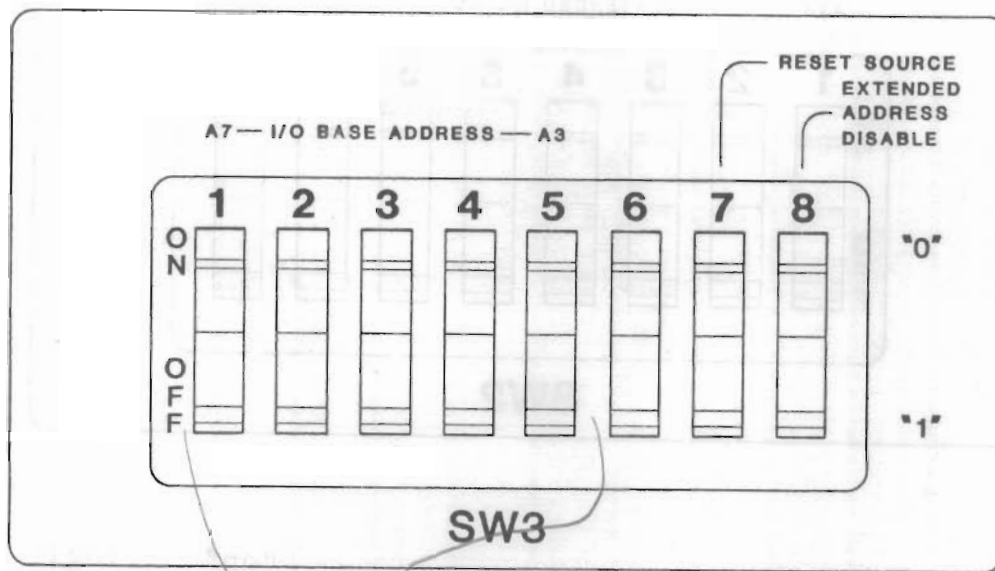 RESET SOURCE
EXTENDED
ADDRESS
DISABLE
A7 — I/O BASE ADDRESS — A3
1 2 3 4 5 6 7 8
ON
"0"
OFF
"1"
SW3